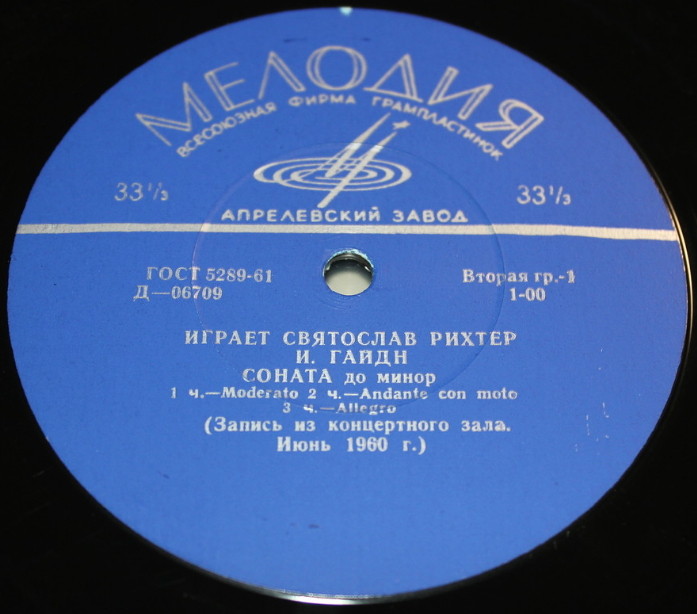 МЕЛОДИЯ
ВСЕСОЮЗНАЯ ФИРМА ГРАМПЛАСТИНОК
33⅓ 33⅓
АПРЕЛЕВСКИЙ ЗАВОД
ГОСТ 5289-61 Вторая гр.-1
Д—06709 1-00
ИГРАЕТ СВЯТОСЛАВ РИХТЕР
И. ГАЙДН
СОНАТА до минор
1 ч.—Moderato 2 ч.—Andante con moto
3 ч.—Allegro
(Запись из концертного зала.
Июнь 1960 г.)